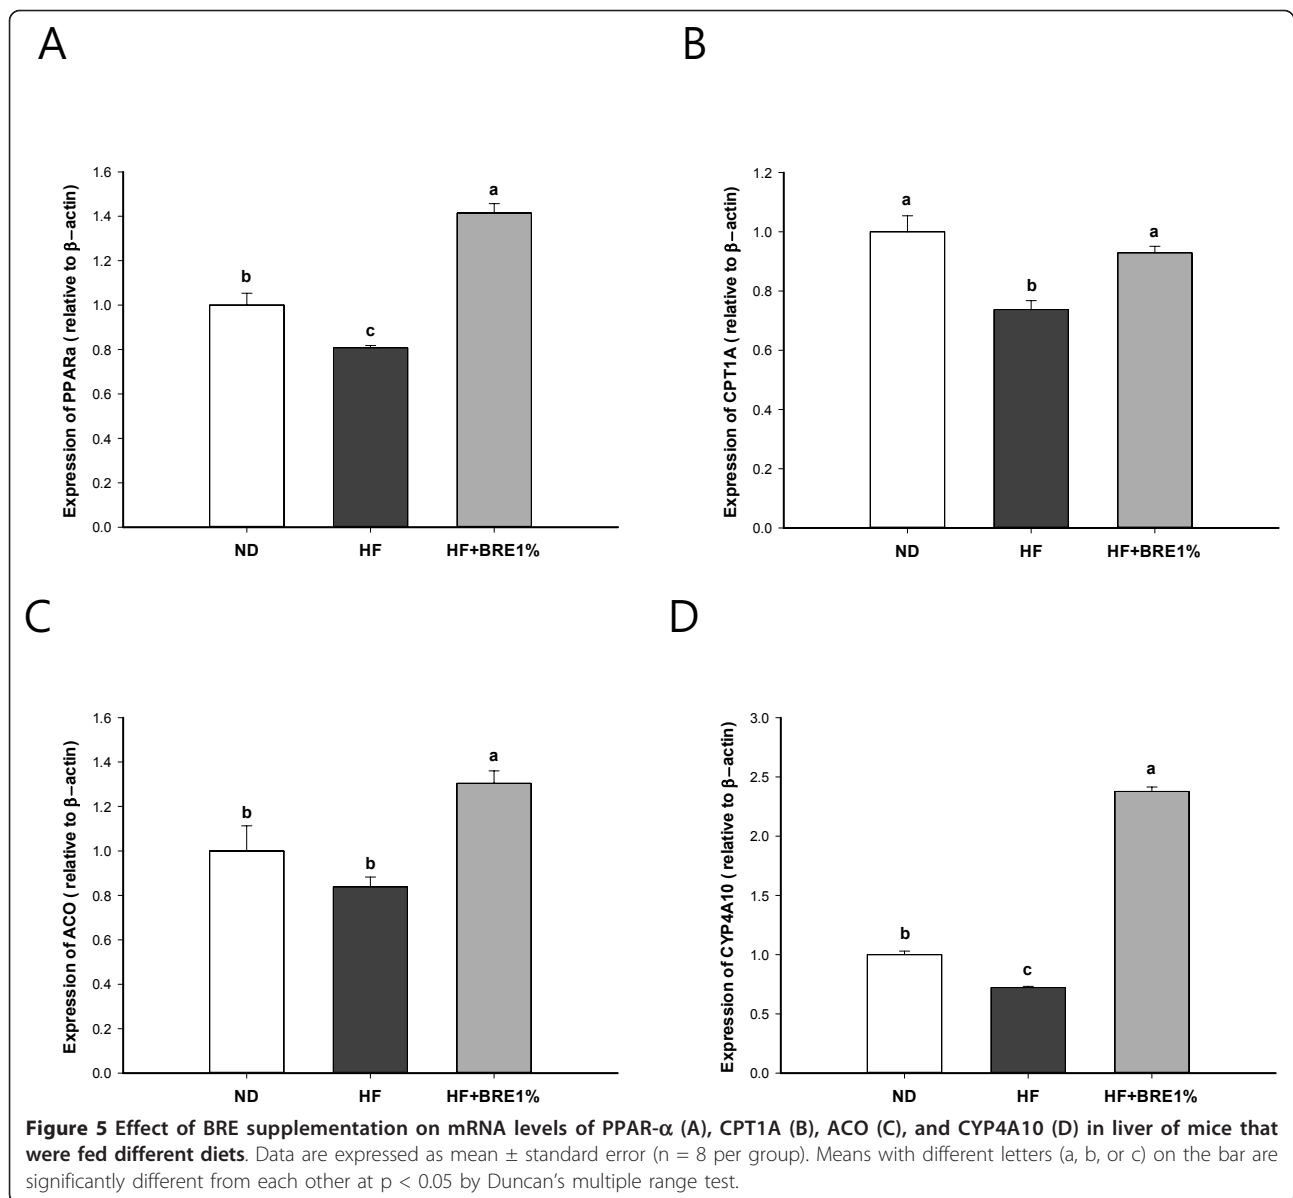 A
B
Expression of PPARa ( relative to β−actin)
1.6
1.4
1.2
1.0
0.8
0.6
0.4
0.2
0.0
b
c
a
ND HF HF+BRE1%
Expression of CPT1A ( relative to β−actin)
1.2
1.0
0.8
0.6
0.4
0.2
0.0
a
b
a
ND HF HF+BRE1%
C
D
Expression of ACO ( relative to β−actin)
1.6
1.4
1.2
1.0
0.8
0.6
0.4
0.2
0.0
b
b
a
ND HF HF+BRE1%
Expression of CYP4A10 ( relative to β−actin)
3.0
2.5
2.0
1.5
1.0
0.5
0.0
b
c
a
ND HF HF+BRE1%
Figure 5 Effect of BRE supplementation on mRNA levels of PPAR-α (A), CPT1A (B), ACO (C), and CYP4A10 (D) in liver of mice that
were fed different diets. Data are expressed as mean ± standard error (n = 8 per group). Means with different letters (a, b, or c) on the bar are
significantly different from each other at p < 0.05 by Duncan's multiple range test.